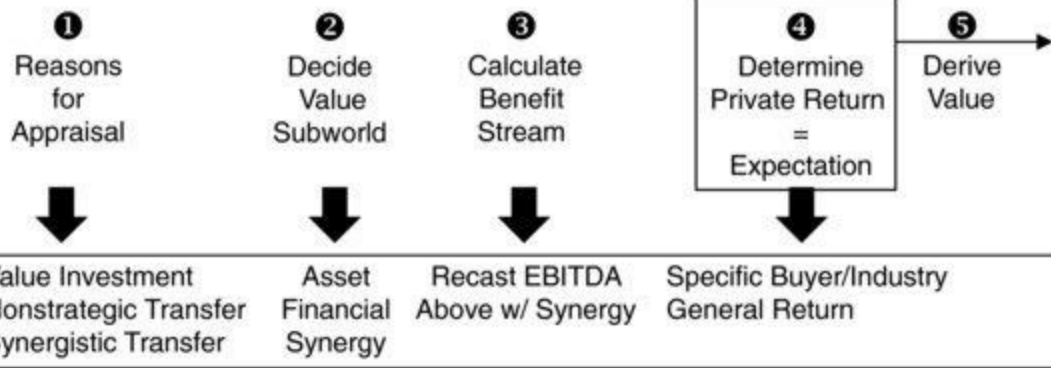 ❶
Reasons
for
Appraisal
❷
Decide
Value
Subworld
❸
Calculate
Benefit
Stream
❹
Determine
Private Return
=
Expectation
❺
Derive
Value
alue Investment
onstrategic Transfer
ynergistic Transfer
Asset
Financial
Synergy
Recast EBITDA
Above w/ Synergy
Specific Buyer/Industry
General Return